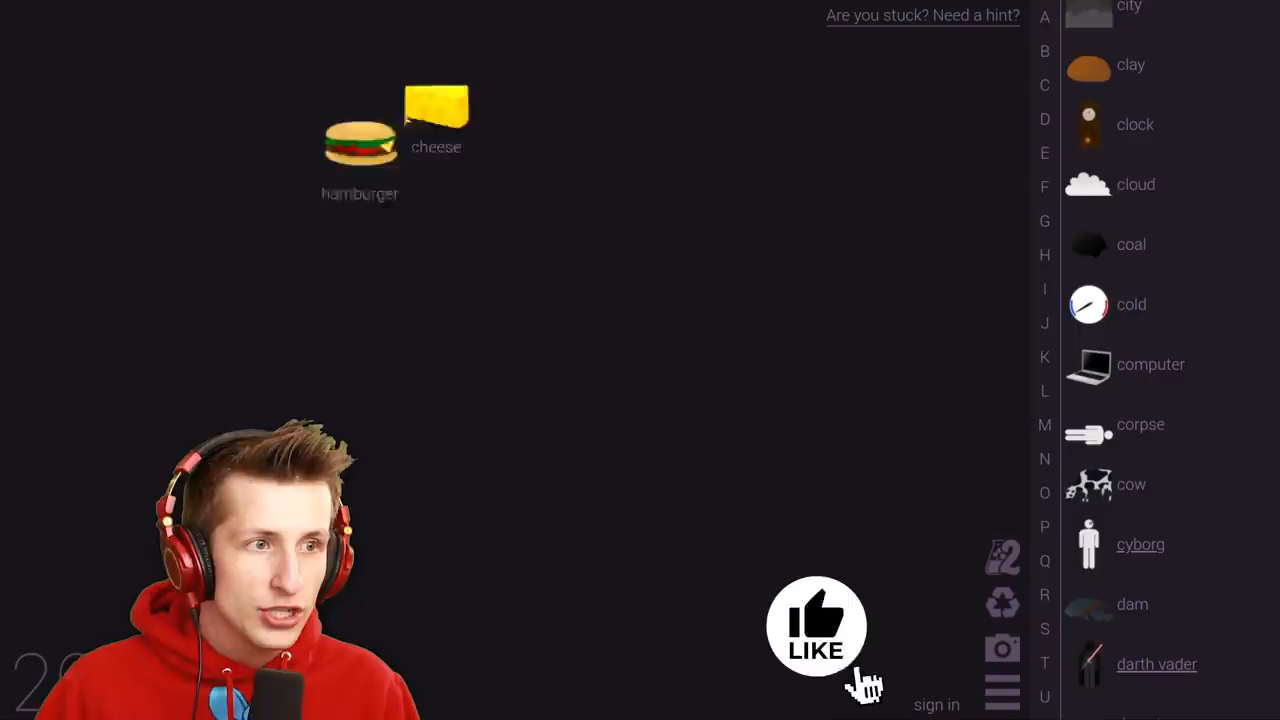 Are you stuck? Need a hint?
cheese
hamburger
LIKE
sign in
A
B
C
D
E
F
G
H
I
J
K
L
M
N
O
P
Q
R
S
T
U
city
clay
clock
cloud
coal
cold
computer
corpse
cow
cyborg
dam
darth vader
2